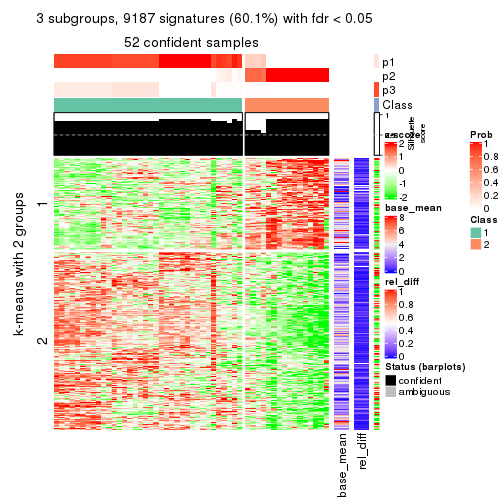 3 subgroups, 9187 signatures (60.1%) with fdr < 0.05
52 confident samples
p1
p2
p3
Class
1
Silhouette
score
k-means with 2 groups
1
2
z-score
2
1
0
-1
-2
base_mean
8
6
4
2
0
rel_diff
1
0.8
0.6
0.4
0.2
0
Status (barplots)
confident
ambiguous
Prob
1
0.8
0.6
0.4
0.2
0
Class
1
2
base_mean
rel_diff